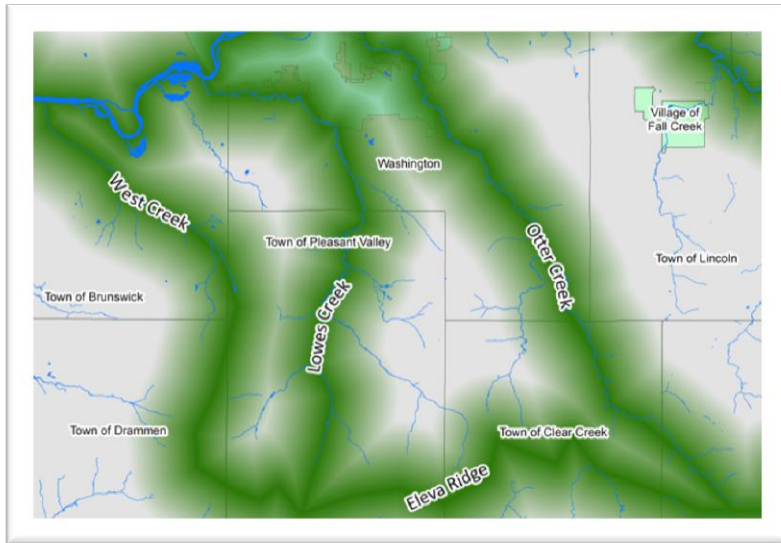 Village of
Fall Creek
Washington
West Creek
Town of Pleasant Valley
Otter Creek
Town of Lincoln
Town of Brunswick
Lowes Creek
Town of Drammen
Town of Clear Creek
Eleva Ridge